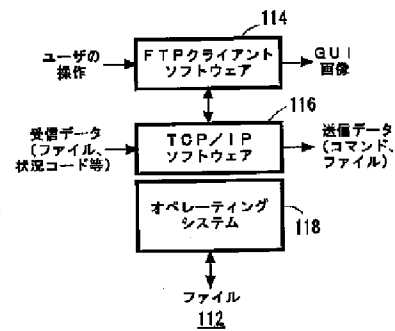 114
ユーザの
操作
FTPクライアント
ソフトウェア
GUI
画像
116
受信データ
(ファイル、
状況コード等)
TCP/IP
ソフトウェア
送信データ
(コマンド、
ファイル)
オペレーティング
システム
118
ファイル
112